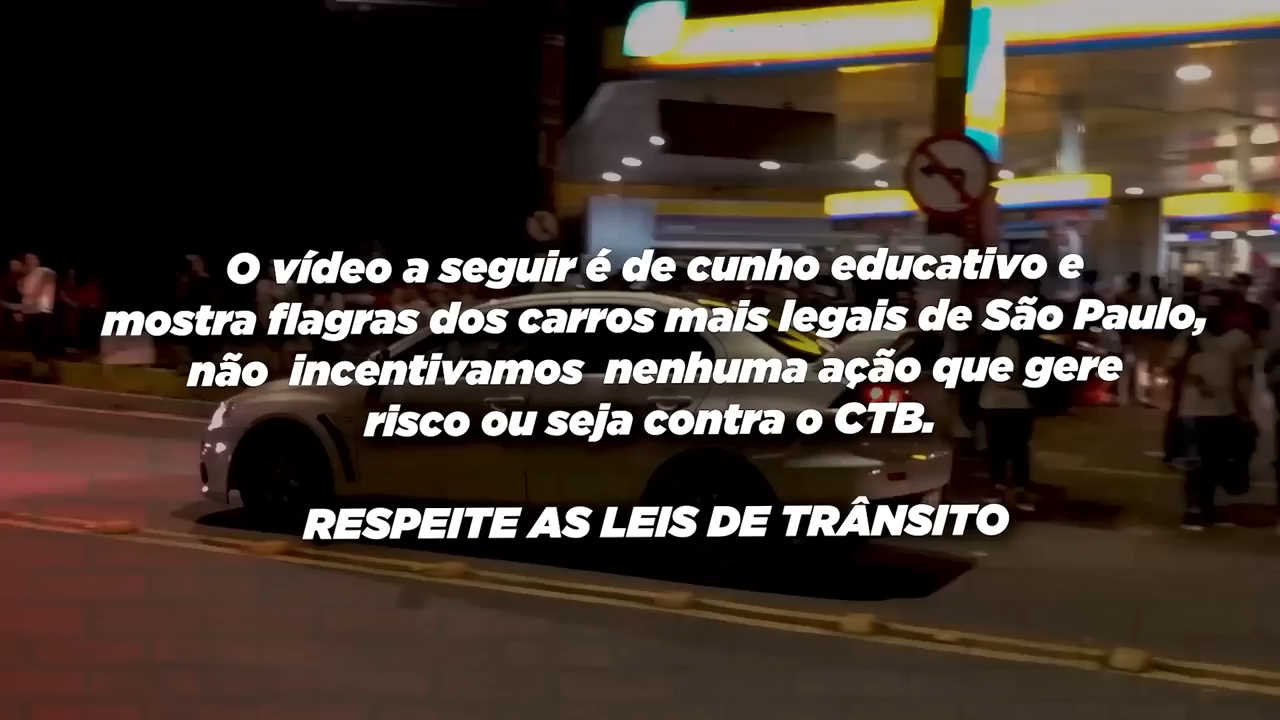 O vídeo a seguir é de cunho educativo e
mostra flagras dos carros mais legais de São Paulo,
não incentivamos nenhuma ação que gere
risco ou seja contra o CTB.
RESPEITE AS LEIS DE TRÂNSITO